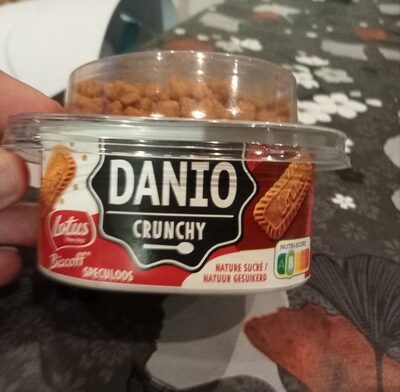 DANIO
CRUNCHY
Lotus
Biscoff
SPECULOOS
NATURE SUCRÉ /
NATUUR GESUIKERD
NUTRI-SCORE
A B